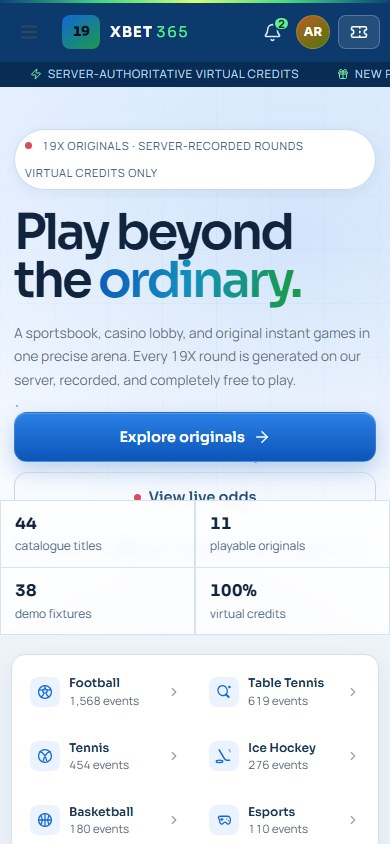 19 XBET 365 2 AR
SERVER-AUTHORITATIVE VIRTUAL CREDITS NEW
19X ORIGINALS · SERVER-RECORDED ROUNDS
VIRTUAL CREDITS ONLY
Play beyond
the ordinary.
A sportsbook, casino lobby, and original instant games in
one precise arena. Every 19X round is generated on our
server, recorded, and completely free to play.
Explore originals →
View live odds
44 11
catalogue titles playable originals
38 100%
demo fixtures virtual credits
Football Table Tennis
1,568 events 619 events
Tennis Ice Hockey
454 events 276 events
Basketball Esports
180 events 110 events